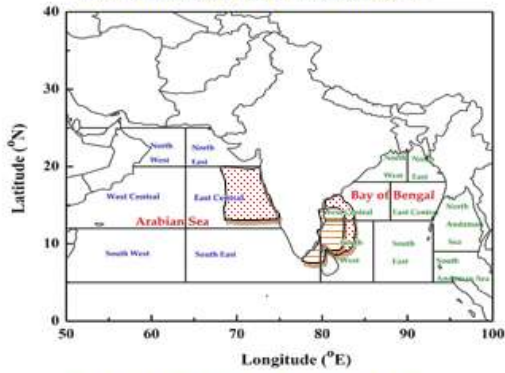 40
30
20
10
0
Latitude (°N)
North West
North East
West Central
East Central
Arabian Sea
South West
South East
North West
North East
Bay of Bengal
West Central
East Central
South West
South East
North Andaman Sea
South Andaman Sea
50 60 70 80 90 100
Longitude (°E)